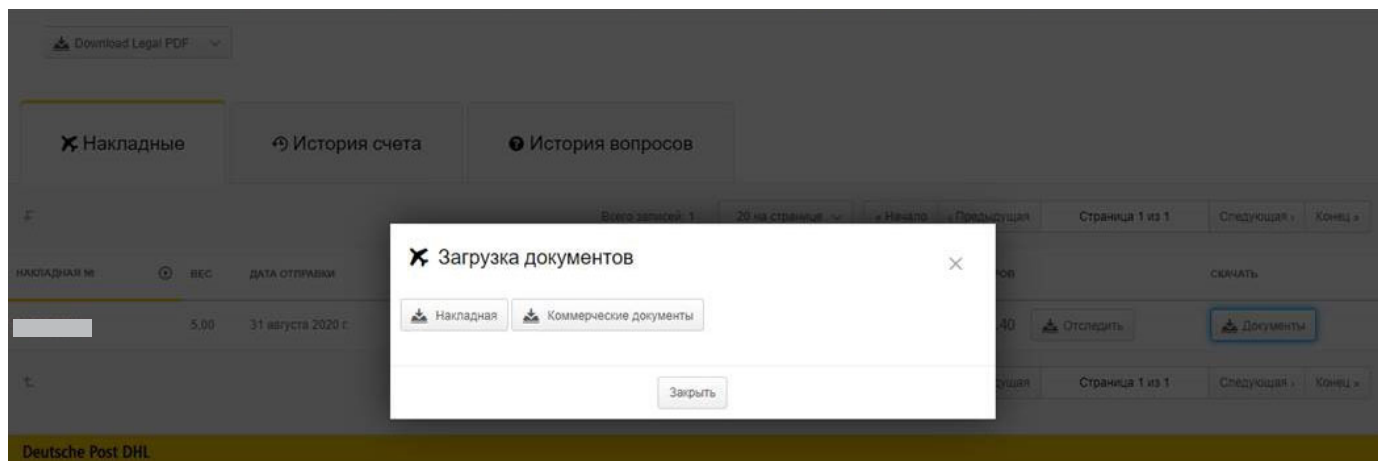 Download Legal PDF
Накладные
История счета
История вопросов
Всего записей: 1
20 на странице
« Начало
‹ Предыдущая
Страница 1 из 1
Следующая ›
Конец »
НАКЛАДНАЯ №
ВЕС
ДАТА ОТПРАВКИ
СКАЧАТЬ
Загрузка документов
×
Накладная
Коммерческие документы
5,00
31 августа 2020 г.
.40
Отследить
Документы
Закрыть
Страница 1 из 1
Следующая ›
Конец »
Deutsche Post DHL